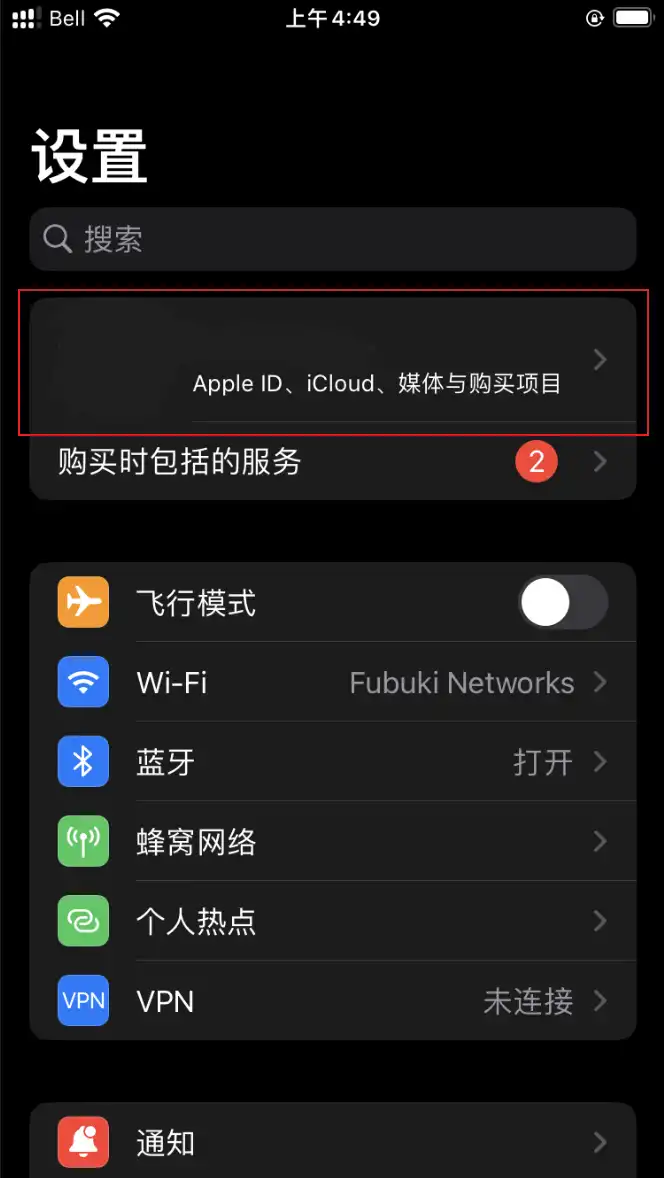 Bell 上午4:49
设置
搜索
Apple ID、iCloud、媒体与购买项目
购买时包括的服务 2
飞行模式
Wi-Fi Fubuki Networks
蓝牙 打开
蜂窝网络
个人热点
VPN VPN 未连接
通知